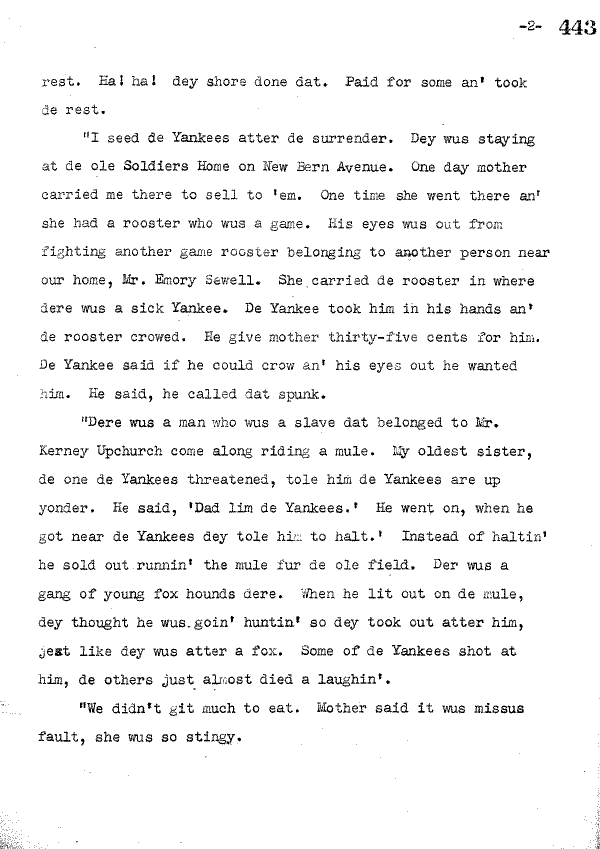 -2- 443
rest. Ha! ha! dey shore done dat. Paid for some an' took
de rest.
"I seed de Yankees atter de surrender. Dey wus staying
at de ole Soldiers Home on New Bern Avenue. One day mother
carried me there to sell to 'em. One time she went there an'
she had a rooster who wus a game. His eyes wus out from
fighting another game rooster belonging to another person near
our home, Mr. Emory Sewell. She carried de rooster in where
dere wus a sick Yankee. De Yankee took him in his hands an'
de rooster crowed. He give mother thirty-five cents for him.
De Yankee said if he could crow an' his eyes out he wanted
him. He said, he called dat spunk.
"Dere wus a man who wus a slave dat belonged to Mr.
Kerney Upchurch come along riding a mule. My oldest sister,
de one de Yankees threatened, tole him de Yankees are up
yonder. He said, 'Dad lim de Yankees.' He went on, when he
got near de Yankees dey tole him to halt.' Instead of haltin'
he sold out runnin' the mule fur de ole field. Der wus a
gang of young fox hounds dere. When he lit out on de mule,
dey thought he wus goin' huntin' so dey took out atter him,
jest like dey wus atter a fox. Some of de Yankees shot at
him, de others just almost died a laughin'.
"We didn't git much to eat. Mother said it wus missus
fault, she wus so stingy.